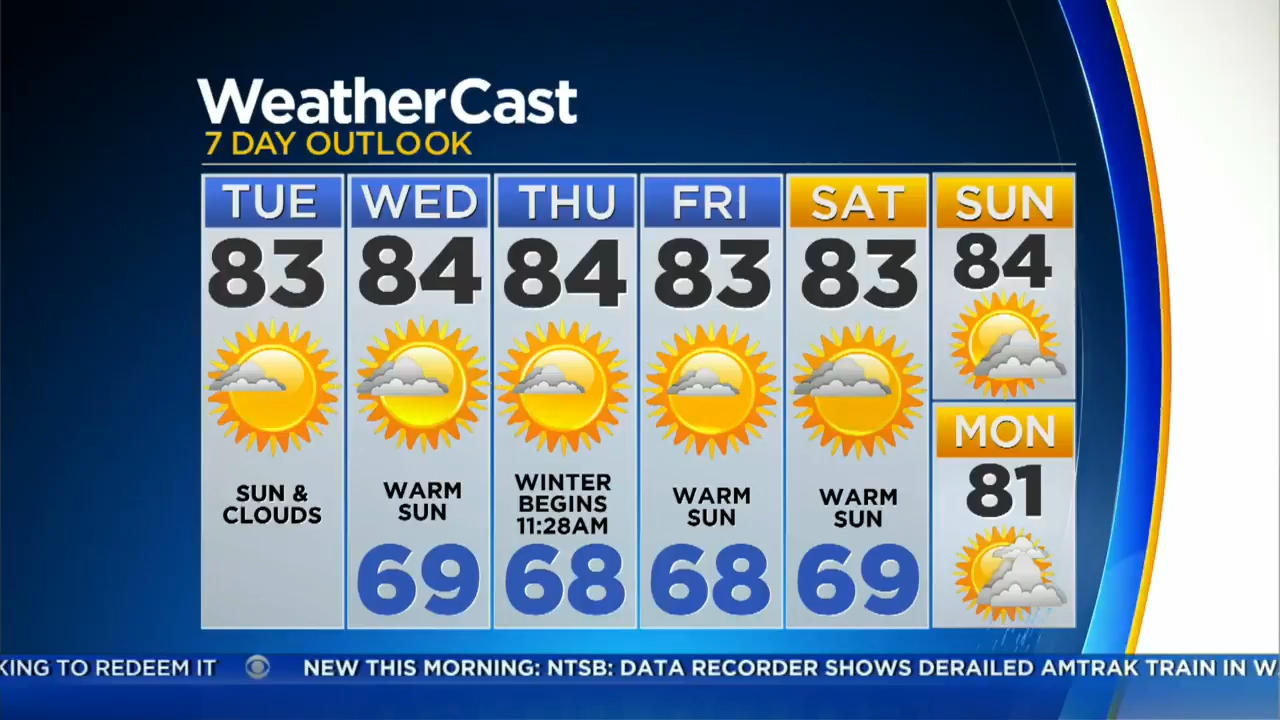 WeatherCast
7 DAY OUTLOOK
TUE
83
SUN &
CLOUDS
WED
84
WARM
SUN
69
THU
84
WINTER
BEGINS
11:28AM
68
FRI
83
WARM
SUN
68
SAT
83
WARM
SUN
69
SUN
84
MON
81
KING TO REDEEM IT NEW THIS MORNING: NTSB: DATA RECORDER SHOWS DERAILED AMTRAK TRAIN IN